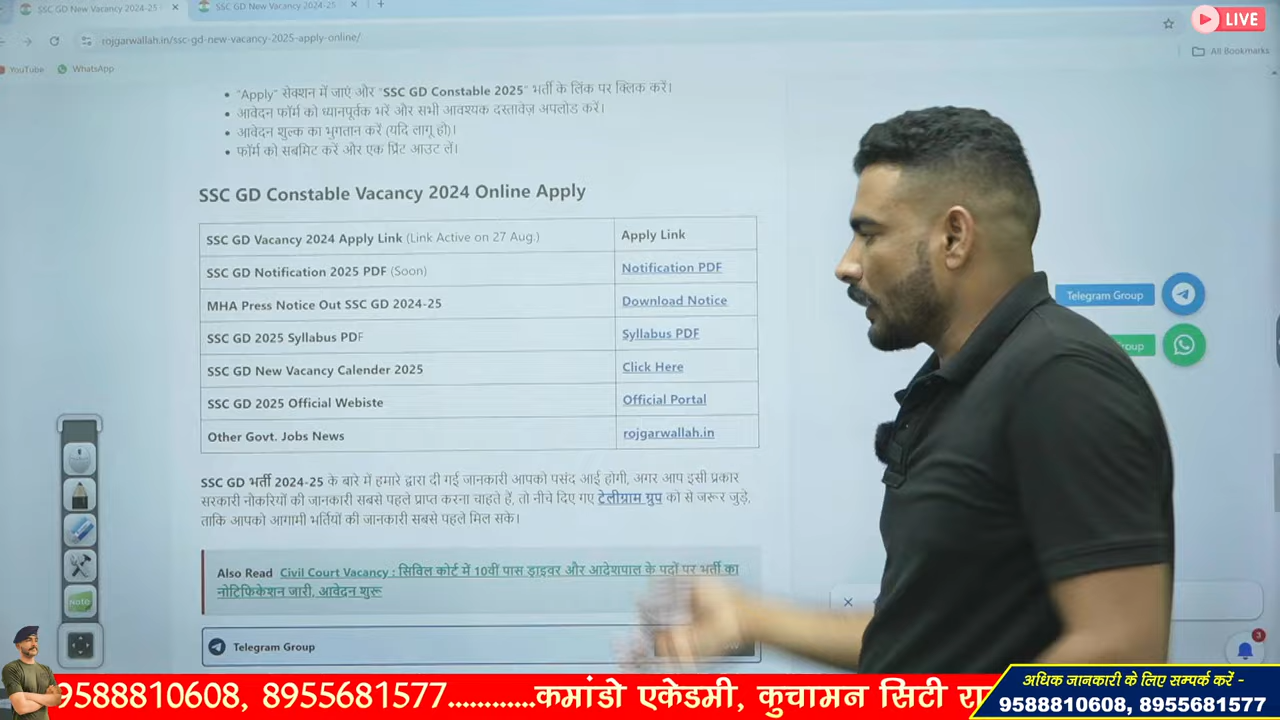 SSC GD New Vacancy 2024-25
SSC GD New Vacancy 2024-25
LIVE
rojgarwallah.in/ssc-gd-new-vacancy-2025-apply-online/
All Bookmarks
YouTube
WhatsApp
"Apply" सेक्शन में जाएं और "SSC GD Constable 2025" भर्ती के लिंक पर क्लिक करें।
आवेदन फॉर्म को ध्यानपूर्वक भरें और सभी आवश्यक दस्तावेज़ अपलोड करें।
आवेदन शुल्क का भुगतान करें (यदि लागू हो)।
फॉर्म को सबमिट करें और एक प्रिंट आउट लें।
SSC GD Constable Vacancy 2024 Online Apply
SSC GD Vacancy 2024 Apply Link (Link Active on 27 Aug.) Apply Link
SSC GD Notification 2025 PDF (Soon) Notification PDF
MHA Press Notice Out SSC GD 2024-25 Download Notice
SSC GD 2025 Syllabus PDF Syllabus PDF
SSC GD New Vacancy Calender 2025 Click Here
SSC GD 2025 Official Webiste Official Portal
Other Govt. Jobs News rojgarwallah.in
Telegram Group
SSC GD भर्ती 2024-25 के बारे में हमारे द्वारा दी गई जानकारी आपको पसंद आई होगी, अगर आप इसी प्रकार
सरकारी नोकरियों की जानकारी सबसे पहले प्राप्त करना चाहते हैं, तो नीचे दिए गए टेलीग्राम ग्रुप को से जरूर जुड़े,
ताकि आपको आगामी भर्तियों की जानकारी सबसे पहले मिल सके।
Also Read Civil Court Vacancy : सिविल कोर्ट में 10वीं पास ड्राइवर और आदेशपाल के पदों पर भर्ती का
नोटिफिकेशन जारी, आवेदन शुरू
NOTE
Telegram Group
3
9588810608, 8955681577............कमांडो एकेडमी, कुचामन सिटी
अधिक जानकारी के लिए सम्पर्क करें -
9588810608, 8955681577